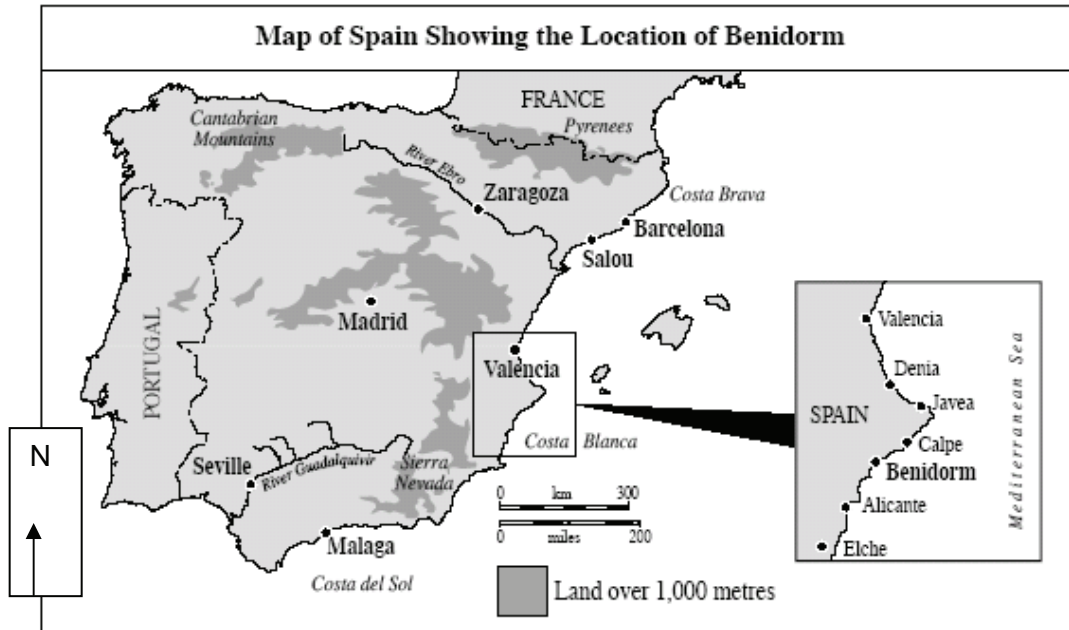 Map of Spain Showing the Location of Benidorm
FRANCE
Cantabrian
Mountains
Pyrenees
River Ebro
Zaragoza
Costa Brava
Barcelona
Salou
Madrid
PORTUGAL
Valencia
Costa Blanca
Seville
River Guadalquivir
Sierra
Nevada
Malaga
Costa del Sol
N
0 km 300
0 miles 200
Land over 1,000 metres
Valencia
Denia
Javea
SPAIN
Calpe
Benidorm
Alicante
Elche
Mediterranean Sea